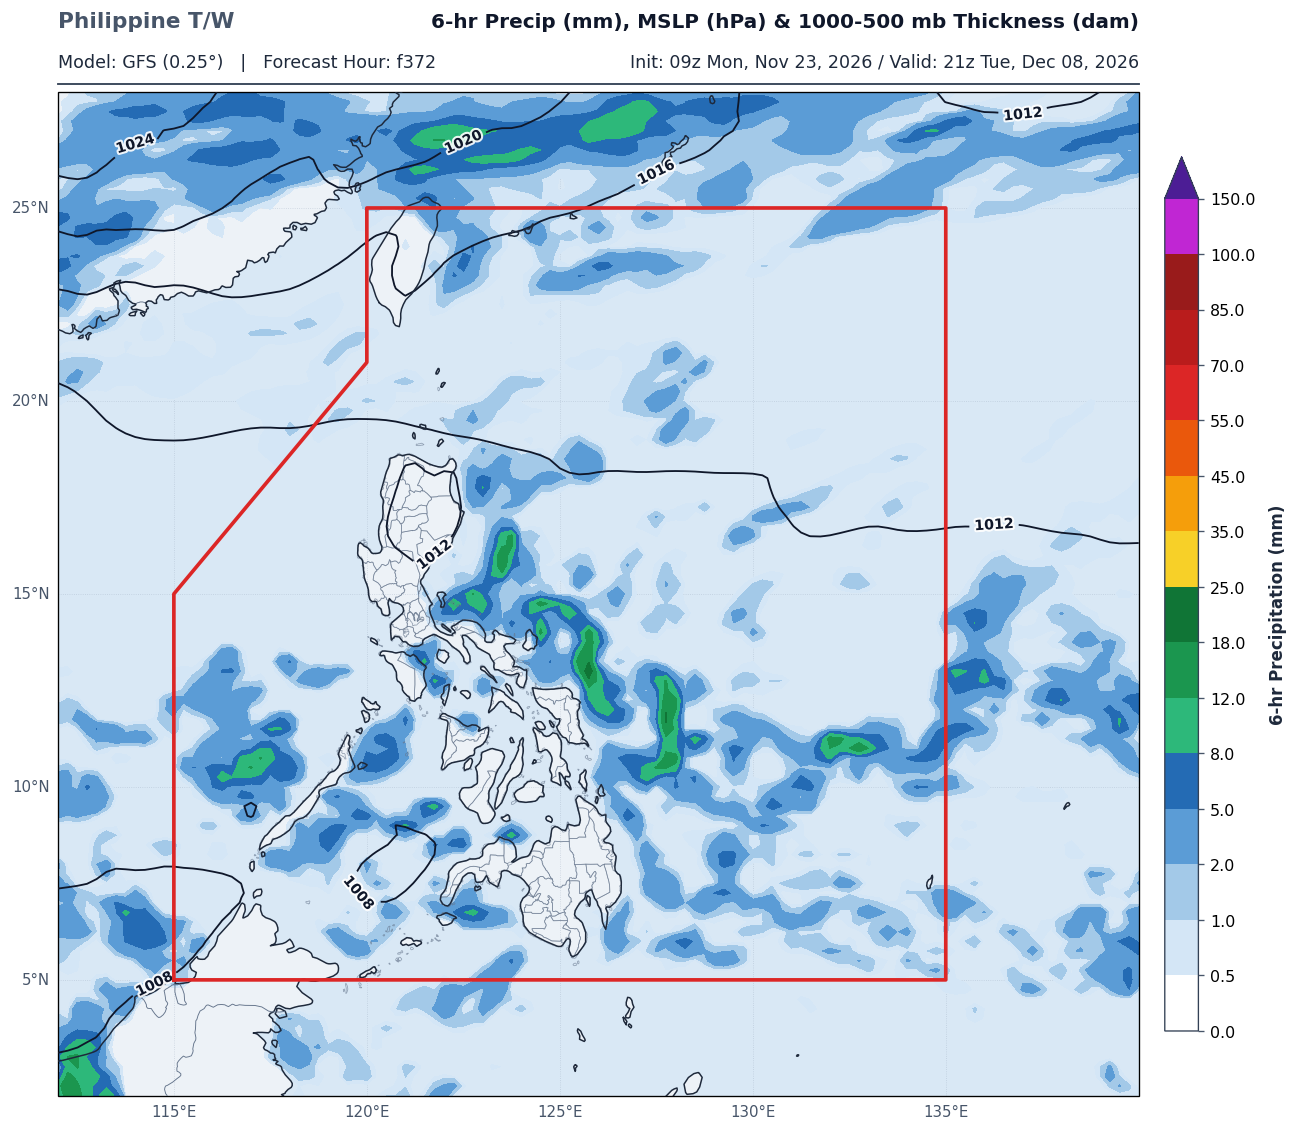 Philippine T/W
6-hr Precip (mm), MSLP (hPa) & 1000-500 mb Thickness (dam)
Model: GFS (0.25°)   |   Forecast Hour: f372
Init: 09z Mon, Nov 23, 2026 / Valid: 21z Tue, Dec 08, 2026
1024
1020
1016
1012
1012
1012
1008
1008
25°N
20°N
15°N
10°N
5°N
115°E
120°E
125°E
130°E
135°E
150.0
100.0
85.0
70.0
55.0
45.0
35.0
25.0
18.0
12.0
8.0
5.0
2.0
1.0
0.5
0.0
6-hr Precipitation (mm)